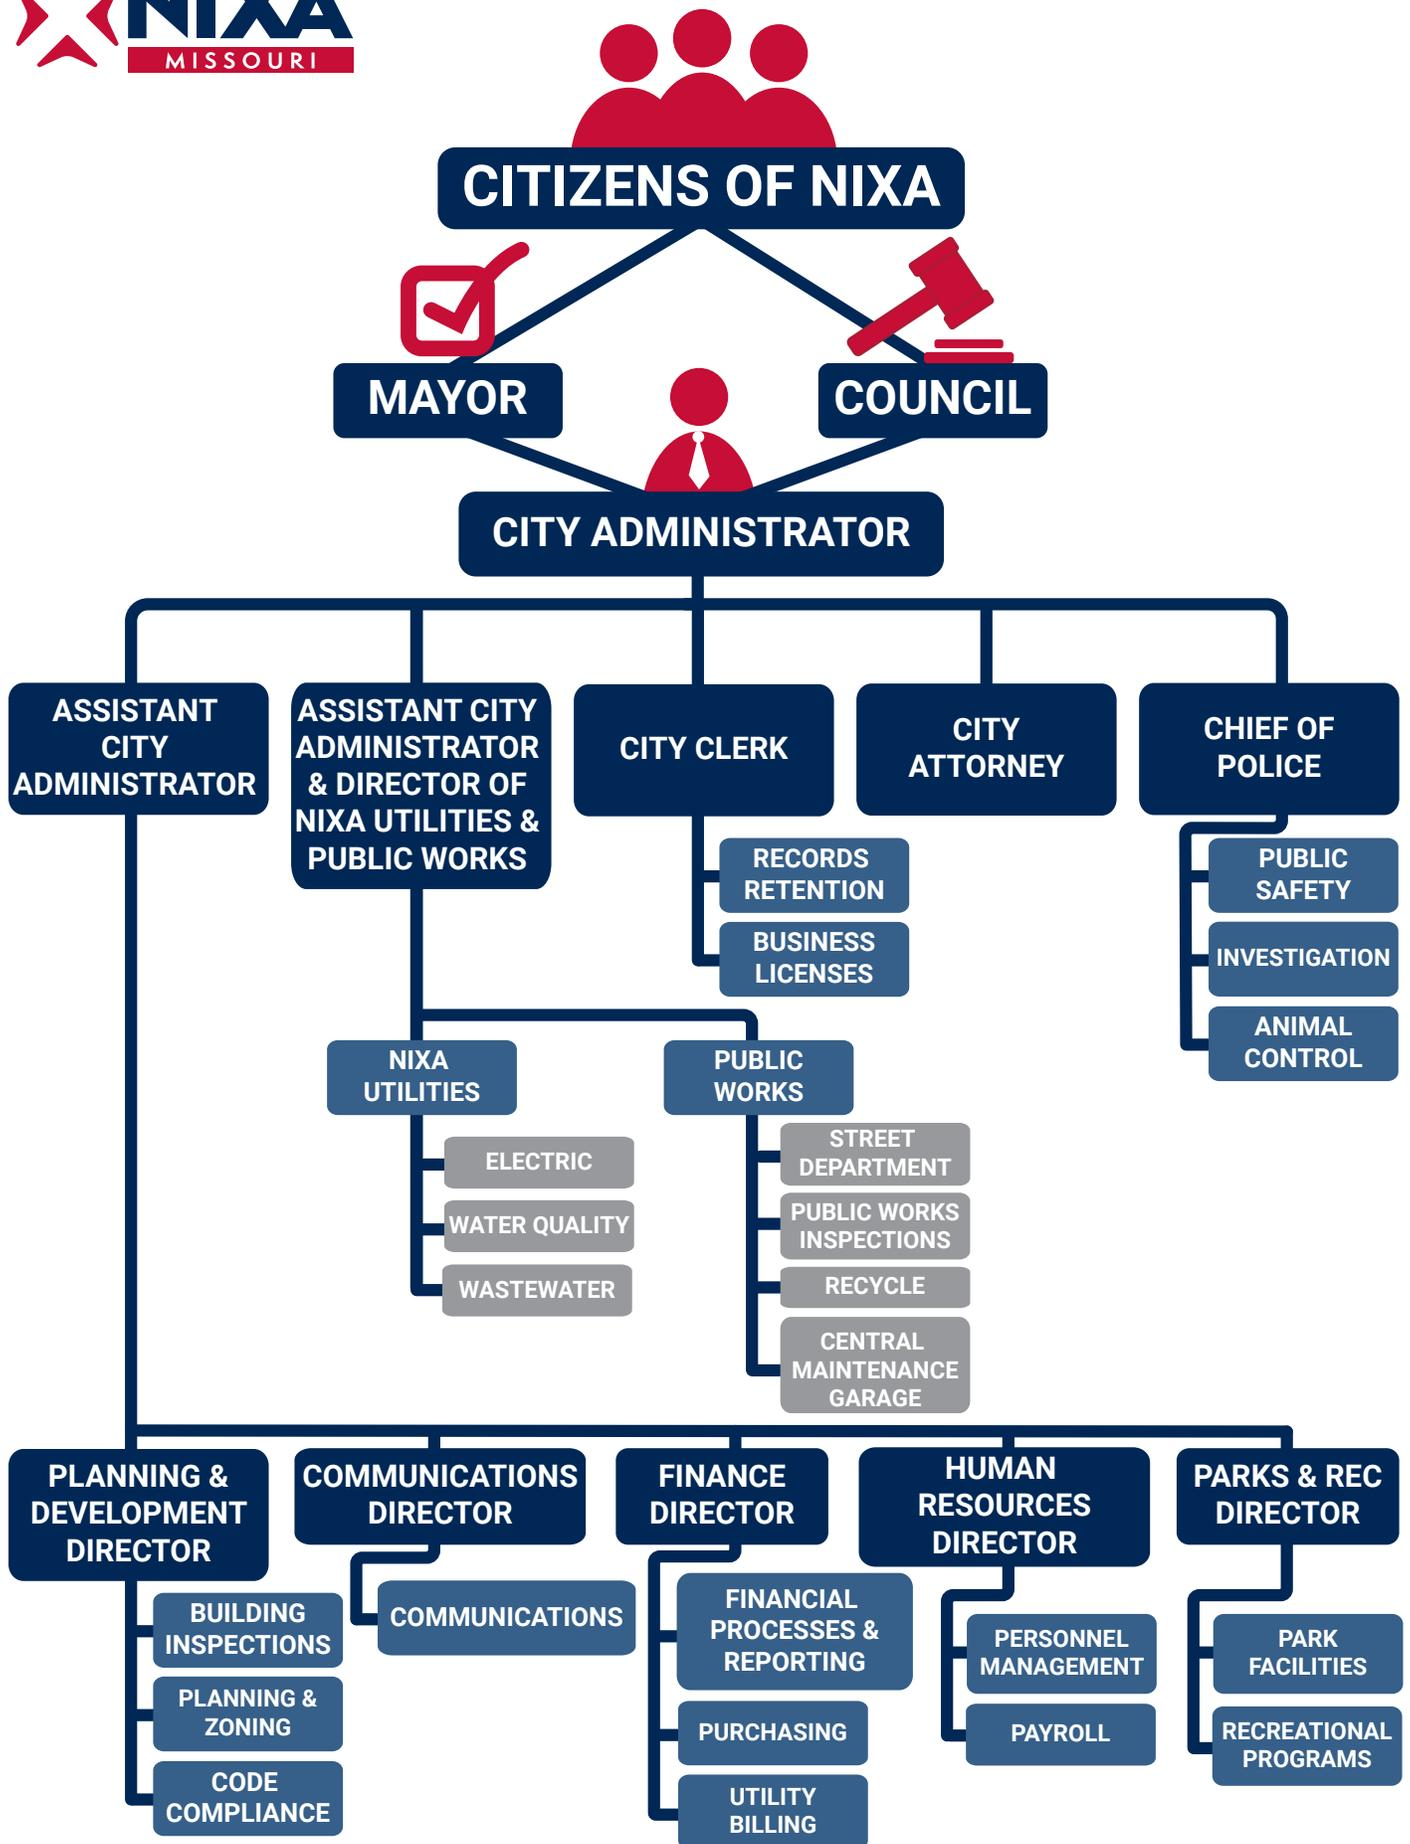 NIXA
MISSOURI
CITIZENS OF NIXA
MAYOR
COUNCIL
CITY ADMINISTRATOR
ASSISTANT
CITY
ADMINISTRATOR
ASSISTANT CITY
ADMINISTRATOR
& DIRECTOR OF
NIXA UTILITIES &
PUBLIC WORKS
CITY CLERK
CITY
ATTORNEY
CHIEF OF
POLICE
RECORDS
RETENTION
BUSINESS
LICENSES
PUBLIC
SAFETY
INVESTIGATION
ANIMAL
CONTROL
NIXA
UTILITIES
ELECTRIC
WATER QUALITY
WASTEWATER
PUBLIC
WORKS
STREET
DEPARTMENT
PUBLIC WORKS
INSPECTIONS
RECYCLE
CENTRAL
MAINTENANCE
GARAGE
PLANNING &
DEVELOPMENT
DIRECTOR
BUILDING
INSPECTIONS
PLANNING &
ZONING
CODE
COMPLIANCE
COMMUNICATIONS
DIRECTOR
COMMUNICATIONS
FINANCE
DIRECTOR
FINANCIAL
PROCESSES &
REPORTING
PURCHASING
UTILITY
BILLING
HUMAN
RESOURCES
DIRECTOR
PERSONNEL
MANAGEMENT
PAYROLL
PARKS & REC
DIRECTOR
PARK
FACILITIES
RECREATIONAL
PROGRAMS